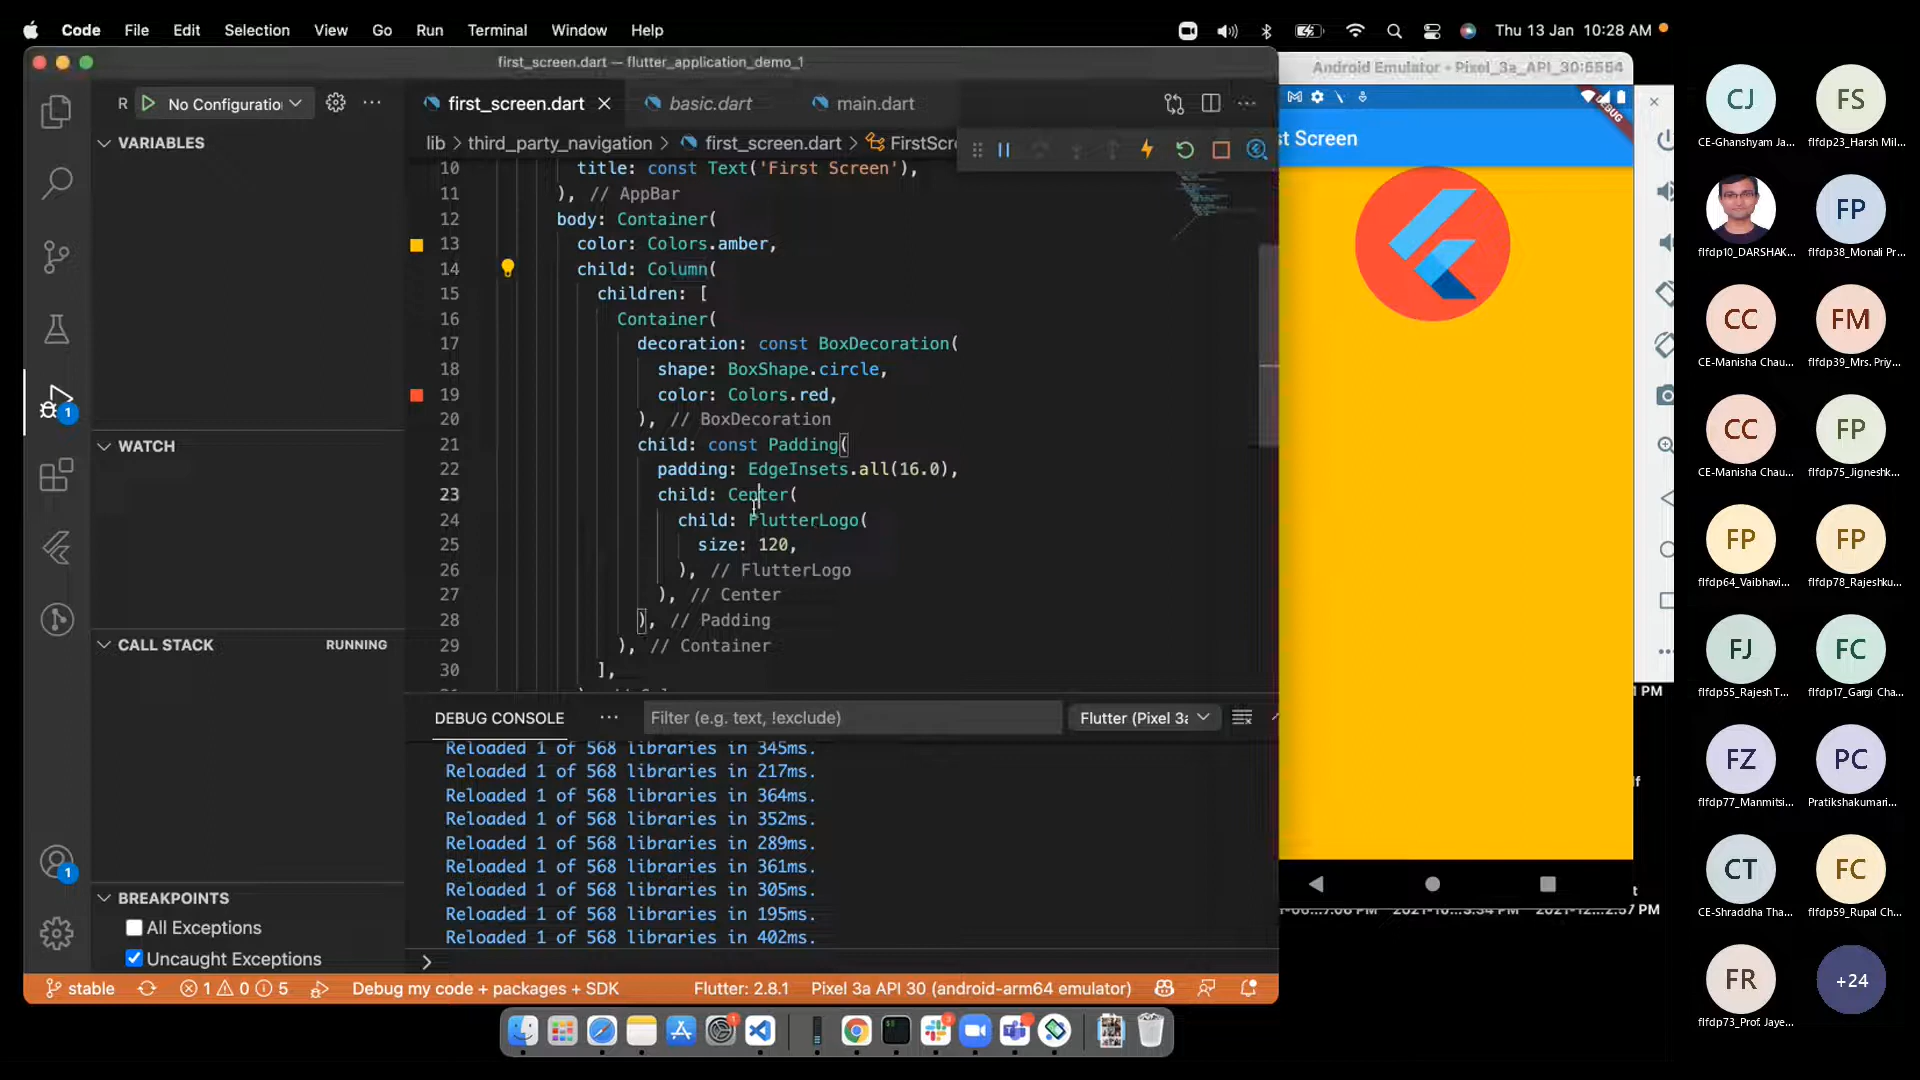 Code File Edit Selection View Go Run Terminal Window Help
Thu 13 Jan 10:28 AM
first_screen.dart — flutter_application_demo_1
Android Emulator - Pixel_3a_API_30:5554
R No Configuratio
first_screen.dart basic.dart main.dart
lib > third_party_navigation > first_screen.dart > FirstScre
VARIABLES
WATCH
CALL STACK RUNNING
BREAKPOINTS
All Exceptions
Uncaught Exceptions
1
1
10 title: const Text('First Screen'),
11 ), // AppBar
12 body: Container(
13 color: Colors.amber,
14 child: Column(
15 children: [
16 Container(
17 decoration: const BoxDecoration(
18 shape: BoxShape.circle,
19 color: Colors.red,
20 ), // BoxDecoration
21 child: const Padding(
22 padding: EdgeInsets.all(16.0),
23 child: Center(
24 child: FlutterLogo(
25 size: 120,
26 ), // FlutterLogo
27 ), // Center
28 ), // Padding
29 ), // Container
30 ],
DEBUG CONSOLE
Filter (e.g. text, !exclude)
Flutter (Pixel 3a
Reloaded 1 of 568 libraries in 345ms.
Reloaded 1 of 568 libraries in 217ms.
Reloaded 1 of 568 libraries in 364ms.
Reloaded 1 of 568 libraries in 352ms.
Reloaded 1 of 568 libraries in 289ms.
Reloaded 1 of 568 libraries in 361ms.
Reloaded 1 of 568 libraries in 305ms.
Reloaded 1 of 568 libraries in 195ms.
Reloaded 1 of 568 libraries in 402ms.
stable 1 0 5 Debug my code + packages + SDK Flutter: 2.8.1 Pixel 3a API 30 (android-arm64 emulator)
st Screen
DEBUG
PM
1 3
CJ FS
CE-Ghanshyam Ja... flfdp23_Harsh Mil...
FP
flfdp10_DARSHAK... flfdp38_Monali Pr...
CC FM
CE-Manisha Chau... flfdp39_Mrs. Priy...
CC FP
CE-Manisha Chau... flfdp75_Jigneshk...
FP FP
flfdp64_Vaibhavi... flfdp78_Rajeshku...
FJ FC
flfdp55_Rajesh T... flfdp17_Gargi Cha...
FZ PC
flfdp77_Manmitsi... Pratikshakumari...
CT FC
CE-Shraddha Tha... flfdp59_Rupal Ch...
FR +24
flfdp73_Prof. Jaye...